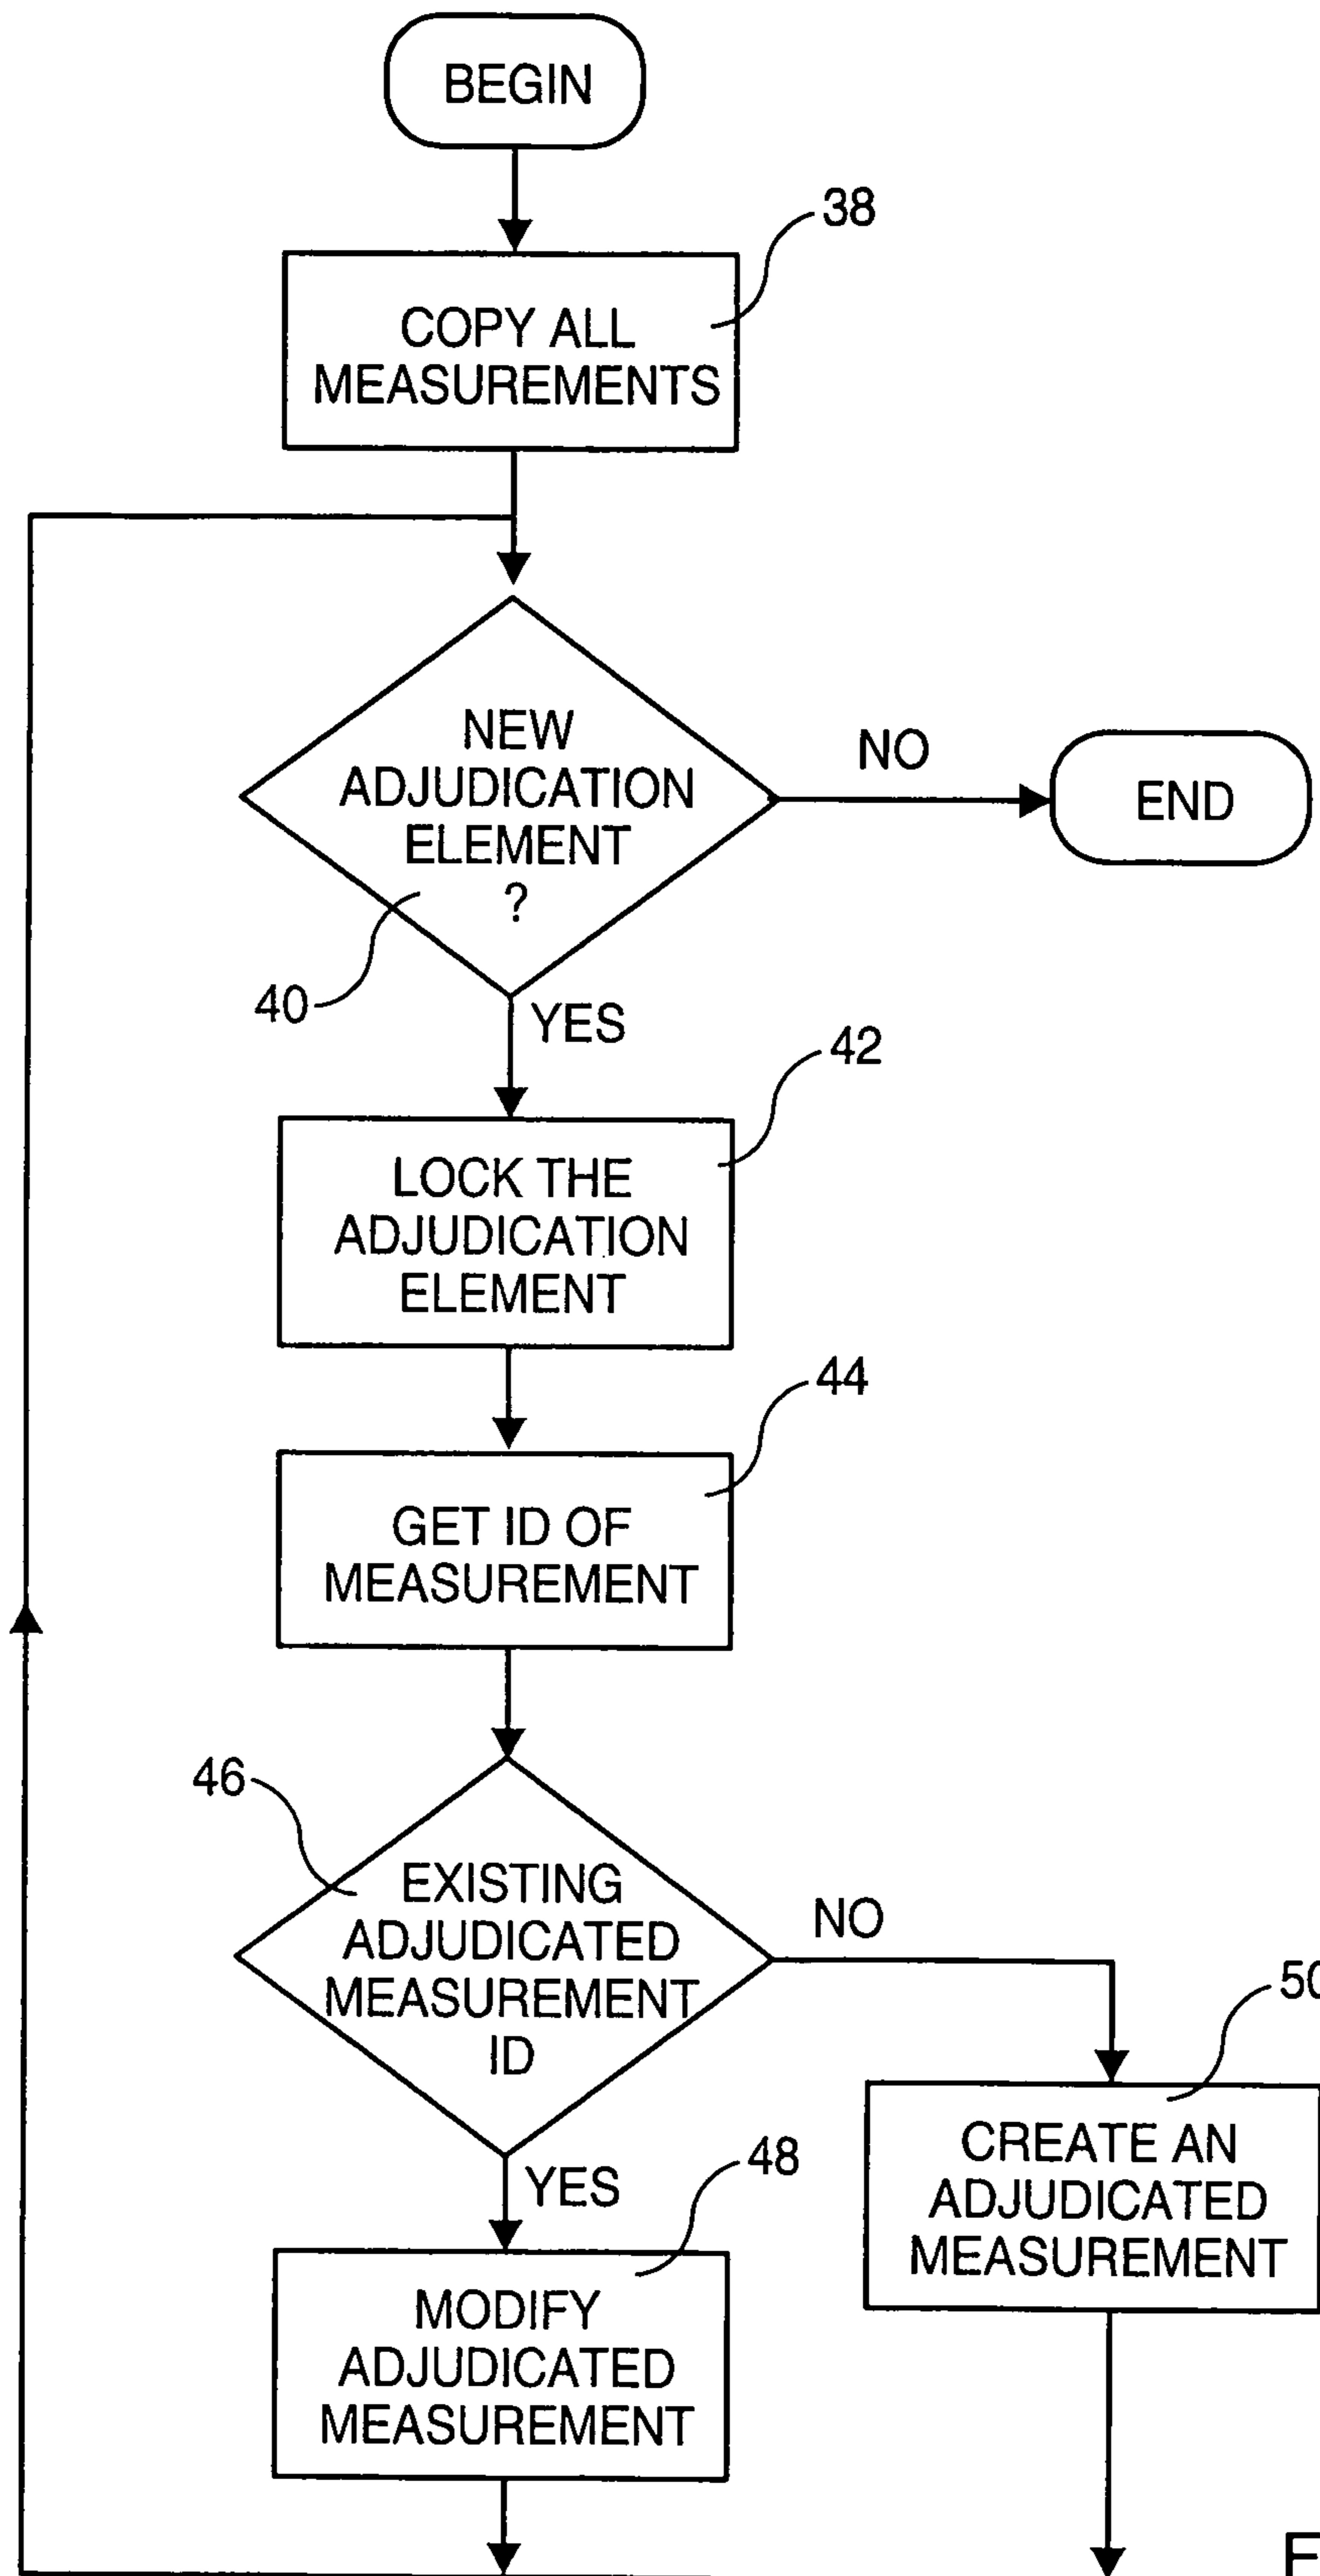 BEGIN
38
COPY ALL
MEASUREMENTS
NEW
ADJUDICATION
ELEMENT
?
NO
END
40
YES
42
LOCK THE
ADJUDICATION
ELEMENT
44
GET ID OF
MEASUREMENT
46
EXISTING
ADJUDICATED
MEASUREMENT
ID
NO
50
YES
48
CREATE AN
ADJUDICATED
MEASUREMENT
MODIFY
ADJUDICATED
MEASUREMENT